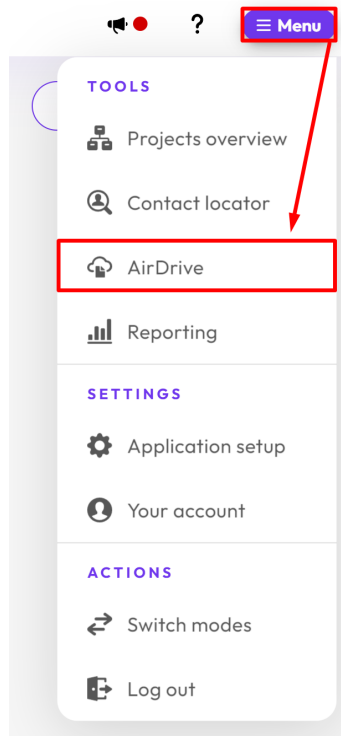 ?
Menu
TOOLS
Projects overview
Contact locator
AirDrive
Reporting
SETTINGS
Application setup
Your account
ACTIONS
Switch modes
Log out